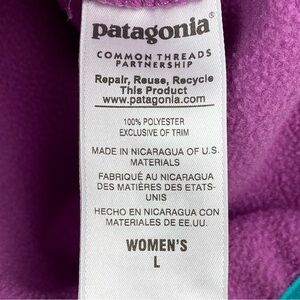 patagonia®
COMMON THREADS
PARTNERSHIP
Repair, Reuse, Recycle
This Product
www.patagonia.com
100% POLYESTER
EXCLUSIVE OF TRIM
MADE IN NICARAGUA OF U.S.
MATERIALS
FABRIQUÉ AU NICARAGUA
DES MATIÈRES DES ETATS-
UNIS
HECHO EN NICARAGUA CON
MATERIALES DE EE.UU.
WOMEN'S
L